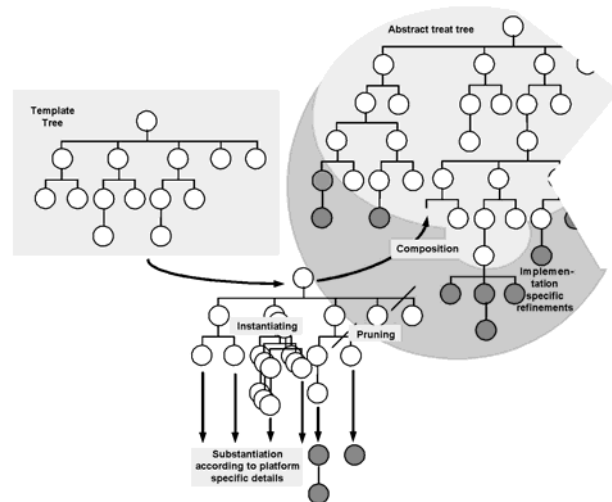 Abstract treat tree
Template
Tree
Composition
Implemen-
tation
specific
refinements
Instantiating
Pruning
Substantiation
according to platform
specific details